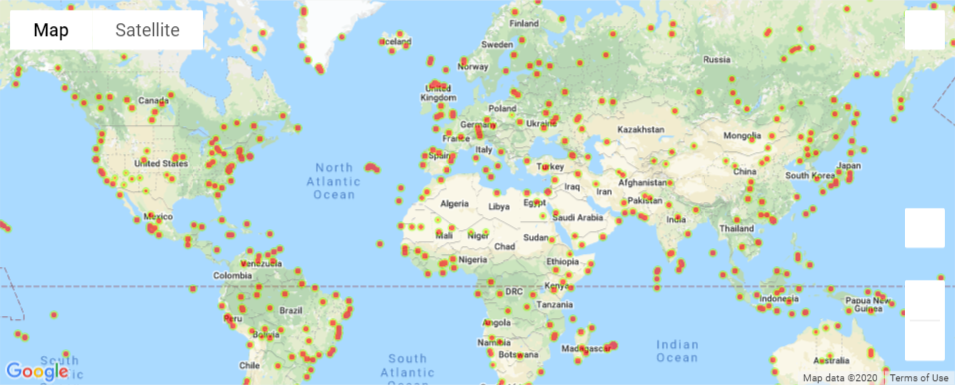 Map
Satellite
Iceland
Finland
Sweden
Norway
Russia
Canada
United
Kingdom
Poland
Germany
Ukraine
France
Kazakhstan
Mongolia
Italy
Spain
Turkey
United States
North
Atlantic
Ocean
China
South Korea
Japan
Iraq
Iran
Afghanistan
Pakistan
Algeria
Libya
Egypt
Saudi Arabia
India
Mexico
Mali
Niger
Chad
Sudan
Thailand
Nigeria
Ethiopia
Venezuela
Colombia
Kenya
DRC
Tanzania
Indonesia
Papua New
Guinea
Brazil
Peru
Bolivia
Angola
Namibia
Botswana
Madagascar
Indian
Ocean
Chile
South
Atlantic
Ocean
South
Australia
Google
Map data ©2020
Terms of Use